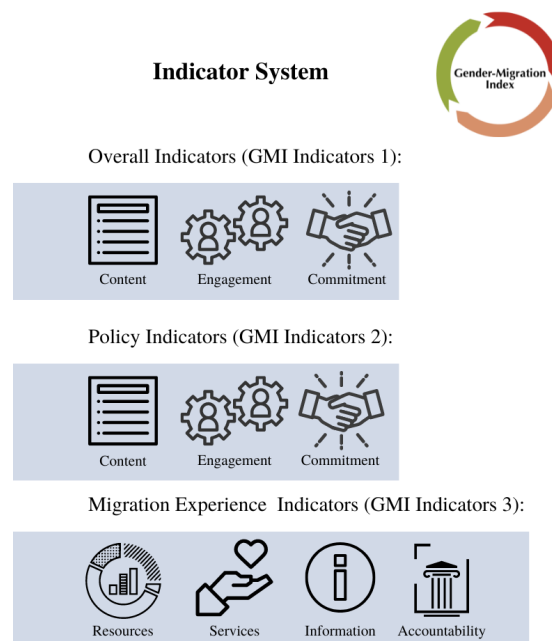 Indicator System
Gender-Migration
Index
Overall Indicators (GMI Indicators 1):
Content Engagement Commitment
Policy Indicators (GMI Indicators 2):
Content Engagement Commitment
Migration Experience Indicators (GMI Indicators 3):
Resources Services Information Accountability